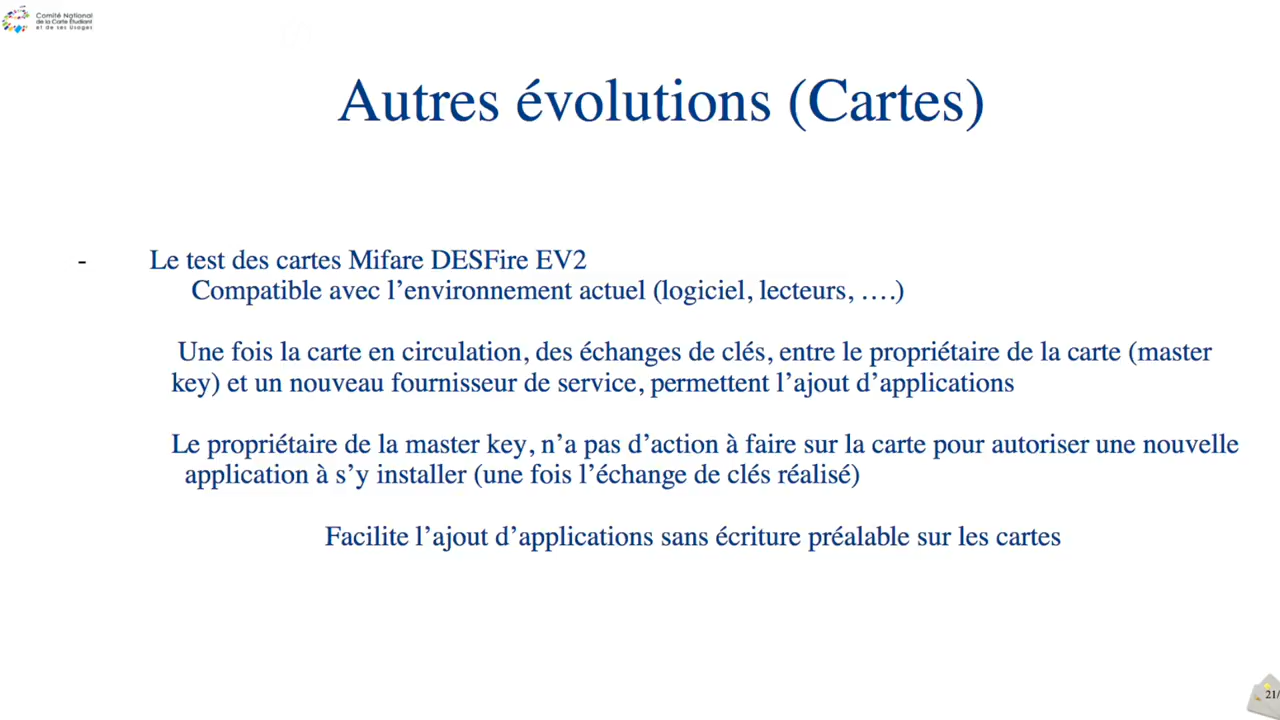 Comité National
de la Carte Étudiant
et de ses Usages
Autres évolutions (Cartes)
- Le test des cartes Mifare DESFire EV2
Compatible avec l’environnement actuel (logiciel, lecteurs, ….)
Une fois la carte en circulation, des échanges de clés, entre le propriétaire de la carte (master
key) et un nouveau fournisseur de service, permettent l’ajout d’applications
Le propriétaire de la master key, n’a pas d’action à faire sur la carte pour autoriser une nouvelle
application à s’y installer (une fois l’échange de clés réalisé)
Facilite l’ajout d’applications sans écriture préalable sur les cartes
21/